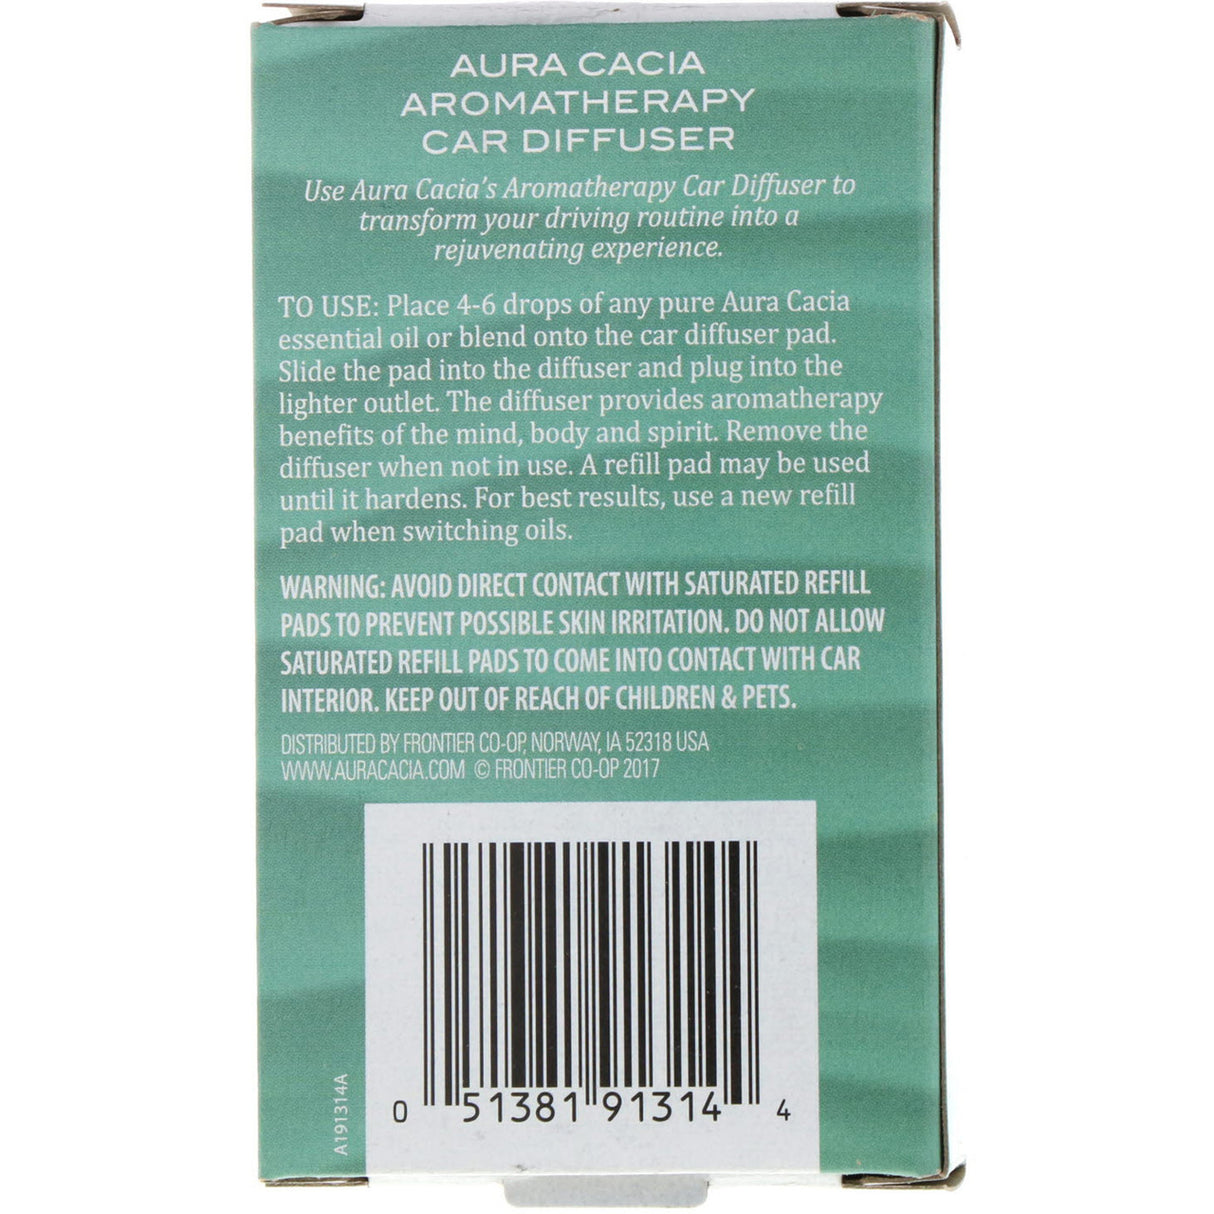 AURA CACIA
AROMATHERAPY
CAR DIFFUSER
Use Aura Cacia's Aromatherapy Car Diffuser to
transform your driving routine into a
rejuvenating experience.
TO USE: Place 4-6 drops of any pure Aura Cacia
essential oil or blend onto the car diffuser pad.
Slide the pad into the diffuser and plug into the
lighter outlet. The diffuser provides aromatherapy
benefits of the mind, body and spirit. Remove the
diffuser when not in use. A refill pad may be used
until it hardens. For best results, use a new refill
pad when switching oils.
WARNING: AVOID DIRECT CONTACT WITH SATURATED REFILL
PADS TO PREVENT POSSIBLE SKIN IRRITATION. DO NOT ALLOW
SATURATED REFILL PADS TO COME INTO CONTACT WITH CAR
INTERIOR. KEEP OUT OF REACH OF CHILDREN & PETS.
DISTRIBUTED BY FRONTIER CO-OP, NORWAY, IA 52318 USA
WWW.AURACACIA.COM © FRONTIER CO-OP 2017
A191314A
0 51381 91314 4